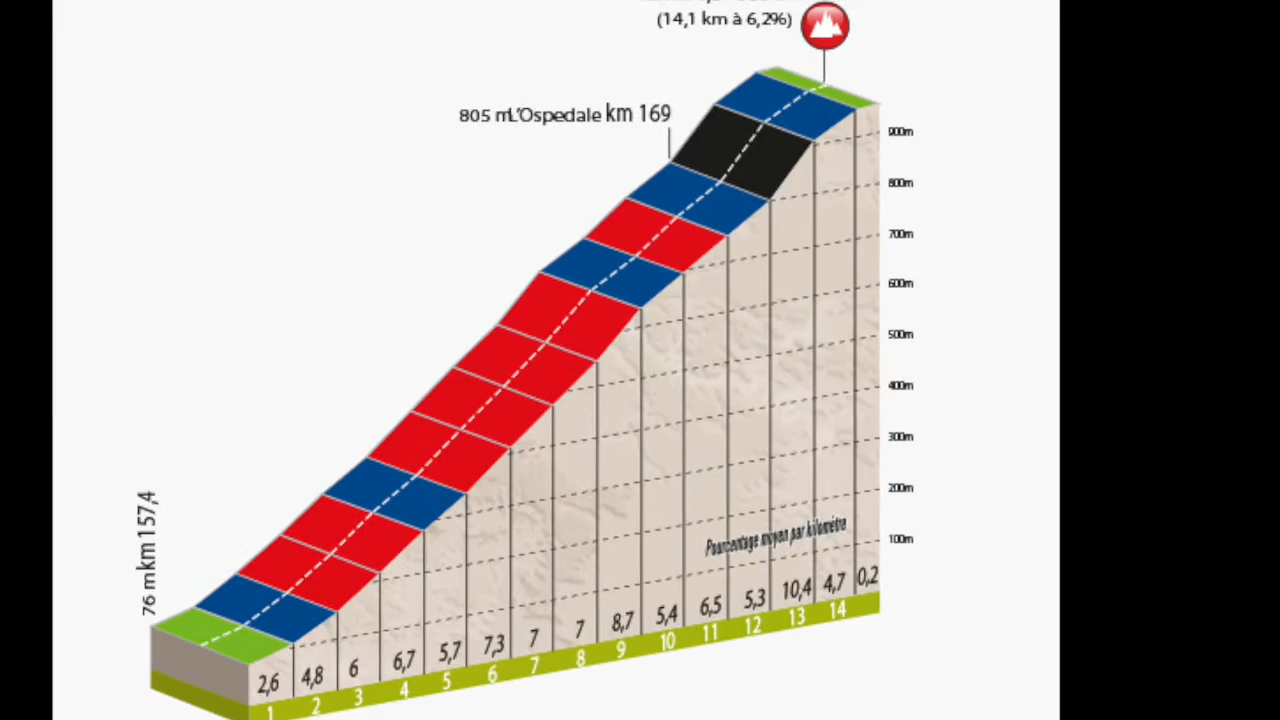 (14,1 km à 6,2%)
805 m L'Ospedale km 169
900m
800m
700m
600m
500m
400m
300m
200m
100m
76 m km 157,4
Pourcentage moyen par kilomètre
2,6 4,8 6 6,7 5,7 7,3 7 7 8,7 5,4 6,5 5,3 10,4 4,7 0,2
1 2 3 4 5 6 7 8 9 10 11 12 13 14